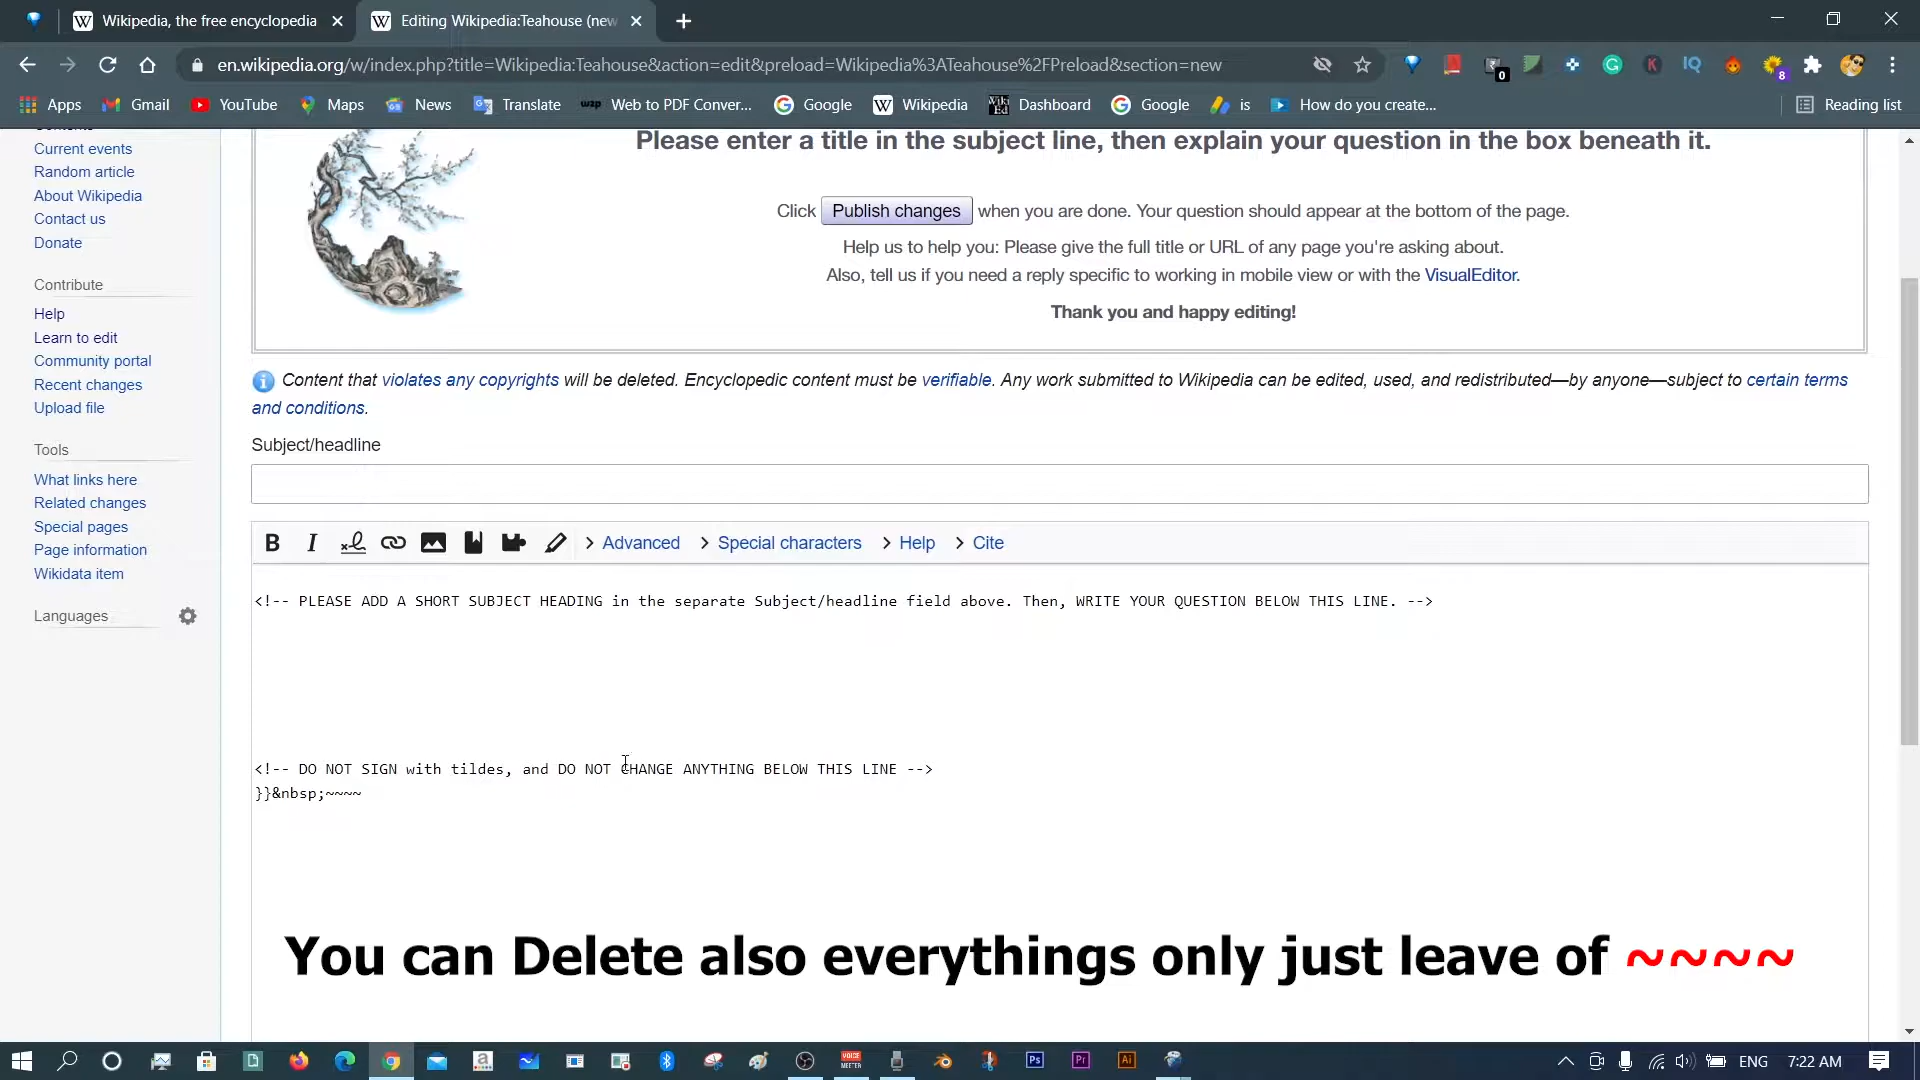 Wikipedia, the free encyclopedia
Editing Wikipedia:Teahouse (new
en.wikipedia.org/w/index.php?title=Wikipedia:Teahouse&action=edit&preload=Wikipedia%3ATeahouse%2FPreload&section=new
0
8
Apps Gmail YouTube Maps News Translate Web to PDF Conver... Google Wikipedia Dashboard Google is How do you create... Reading list
Current events
Random article
About Wikipedia
Contact us
Donate
Contribute
Help
Learn to edit
Community portal
Recent changes
Upload file
Tools
What links here
Related changes
Special pages
Page information
Wikidata item
Languages
Please enter a title in the subject line, then explain your question in the box beneath it.
Click Publish changes when you are done. Your question should appear at the bottom of the page.
Help us to help you: Please give the full title or URL of any page you're asking about.
Also, tell us if you need a reply specific to working in mobile view or with the VisualEditor.
Thank you and happy editing!
Content that violates any copyrights will be deleted. Encyclopedic content must be verifiable. Any work submitted to Wikipedia can be edited, used, and redistributed—by anyone—subject to certain terms
and conditions.
Subject/headline
B I Advanced Special characters Help Cite
<!-- PLEASE ADD A SHORT SUBJECT HEADING in the separate Subject/headline field above. Then, WRITE YOUR QUESTION BELOW THIS LINE. -->
<!-- DO NOT SIGN with tildes, and DO NOT CHANGE ANYTHING BELOW THIS LINE -->
}}&nbsp;~~~~
You can Delete also everythings only just leave of ~~~~
ENG 7:22 AM